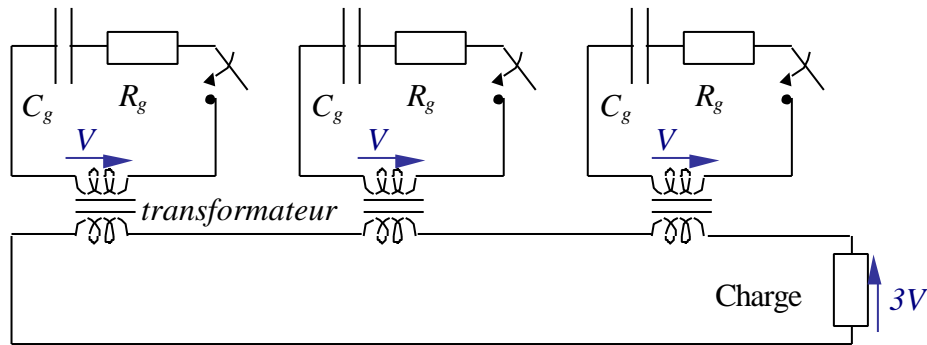 C_g R_g C_g R_g C_g R_g
V V V
transformateur
Charge 3V